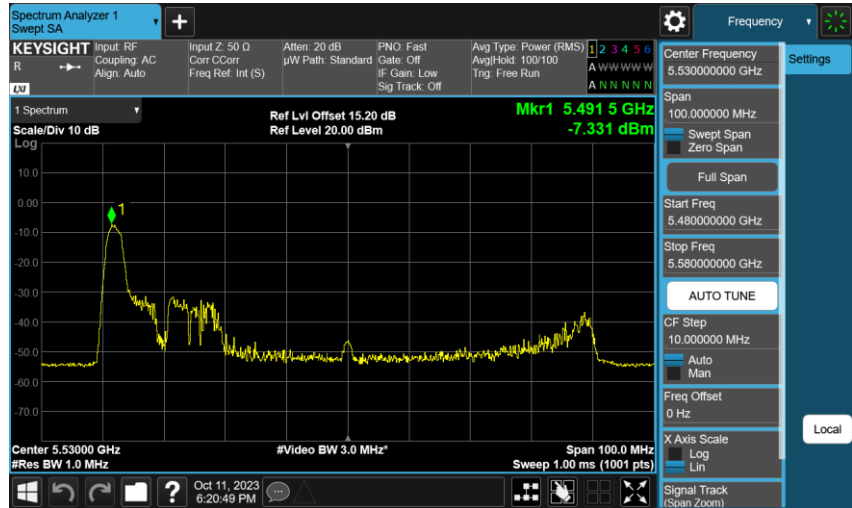 Spectrum Analyzer 1
Swept SA
+
Frequency
KEYSIGHT
R
LXI
Input: RF
Coupling: AC
Align: Auto
Input Z: 50 Ω
Corr CCorr
Freq Ref: Int (S)
Atten: 20 dB
µW Path: Standard
PNO: Fast
Gate: Off
IF Gain: Low
Sig Track: Off
Avg Type: Power (RMS)
Avg|Hold: 100/100
Trig: Free Run
1 2 3 4 5 6
A W W W W W
A N N N N N
1 Spectrum
Scale/Div 10 dB
Log
Ref Lvl Offset 15.20 dB
Ref Level 20.00 dBm
Mkr1 5.491 5 GHz
-7.331 dBm
10.0
0.00
-10.0
-20.0
-30.0
-40.0
-50.0
-60.0
-70.0
1
Center 5.53000 GHz
#Res BW 1.0 MHz
#Video BW 3.0 MHz*
Span 100.0 MHz
Sweep 1.00 ms (1001 pts)
?
Oct 11, 2023
6:20:49 PM
Center Frequency
5.530000000 GHz
Span
100.000000 MHz
Swept Span
Zero Span
Full Span
Start Freq
5.480000000 GHz
Stop Freq
5.580000000 GHz
AUTO TUNE
CF Step
10.000000 MHz
Auto
Man
Freq Offset
0 Hz
X Axis Scale
Log
Lin
Signal Track
(Span Zoom)
Settings
Local